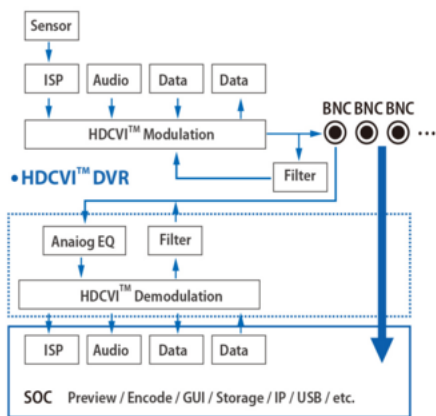 Sensor
ISP Audio Data Data
BNC BNC BNC
HDCVI™ Modulation
...
Filter
•HDCVI™ DVR
Anaiog EQ Filter
HDCVI™ Demodulation
ISP Audio Data Data
SOC Preview / Encode / GUI / Storage / IP / USB / etc.